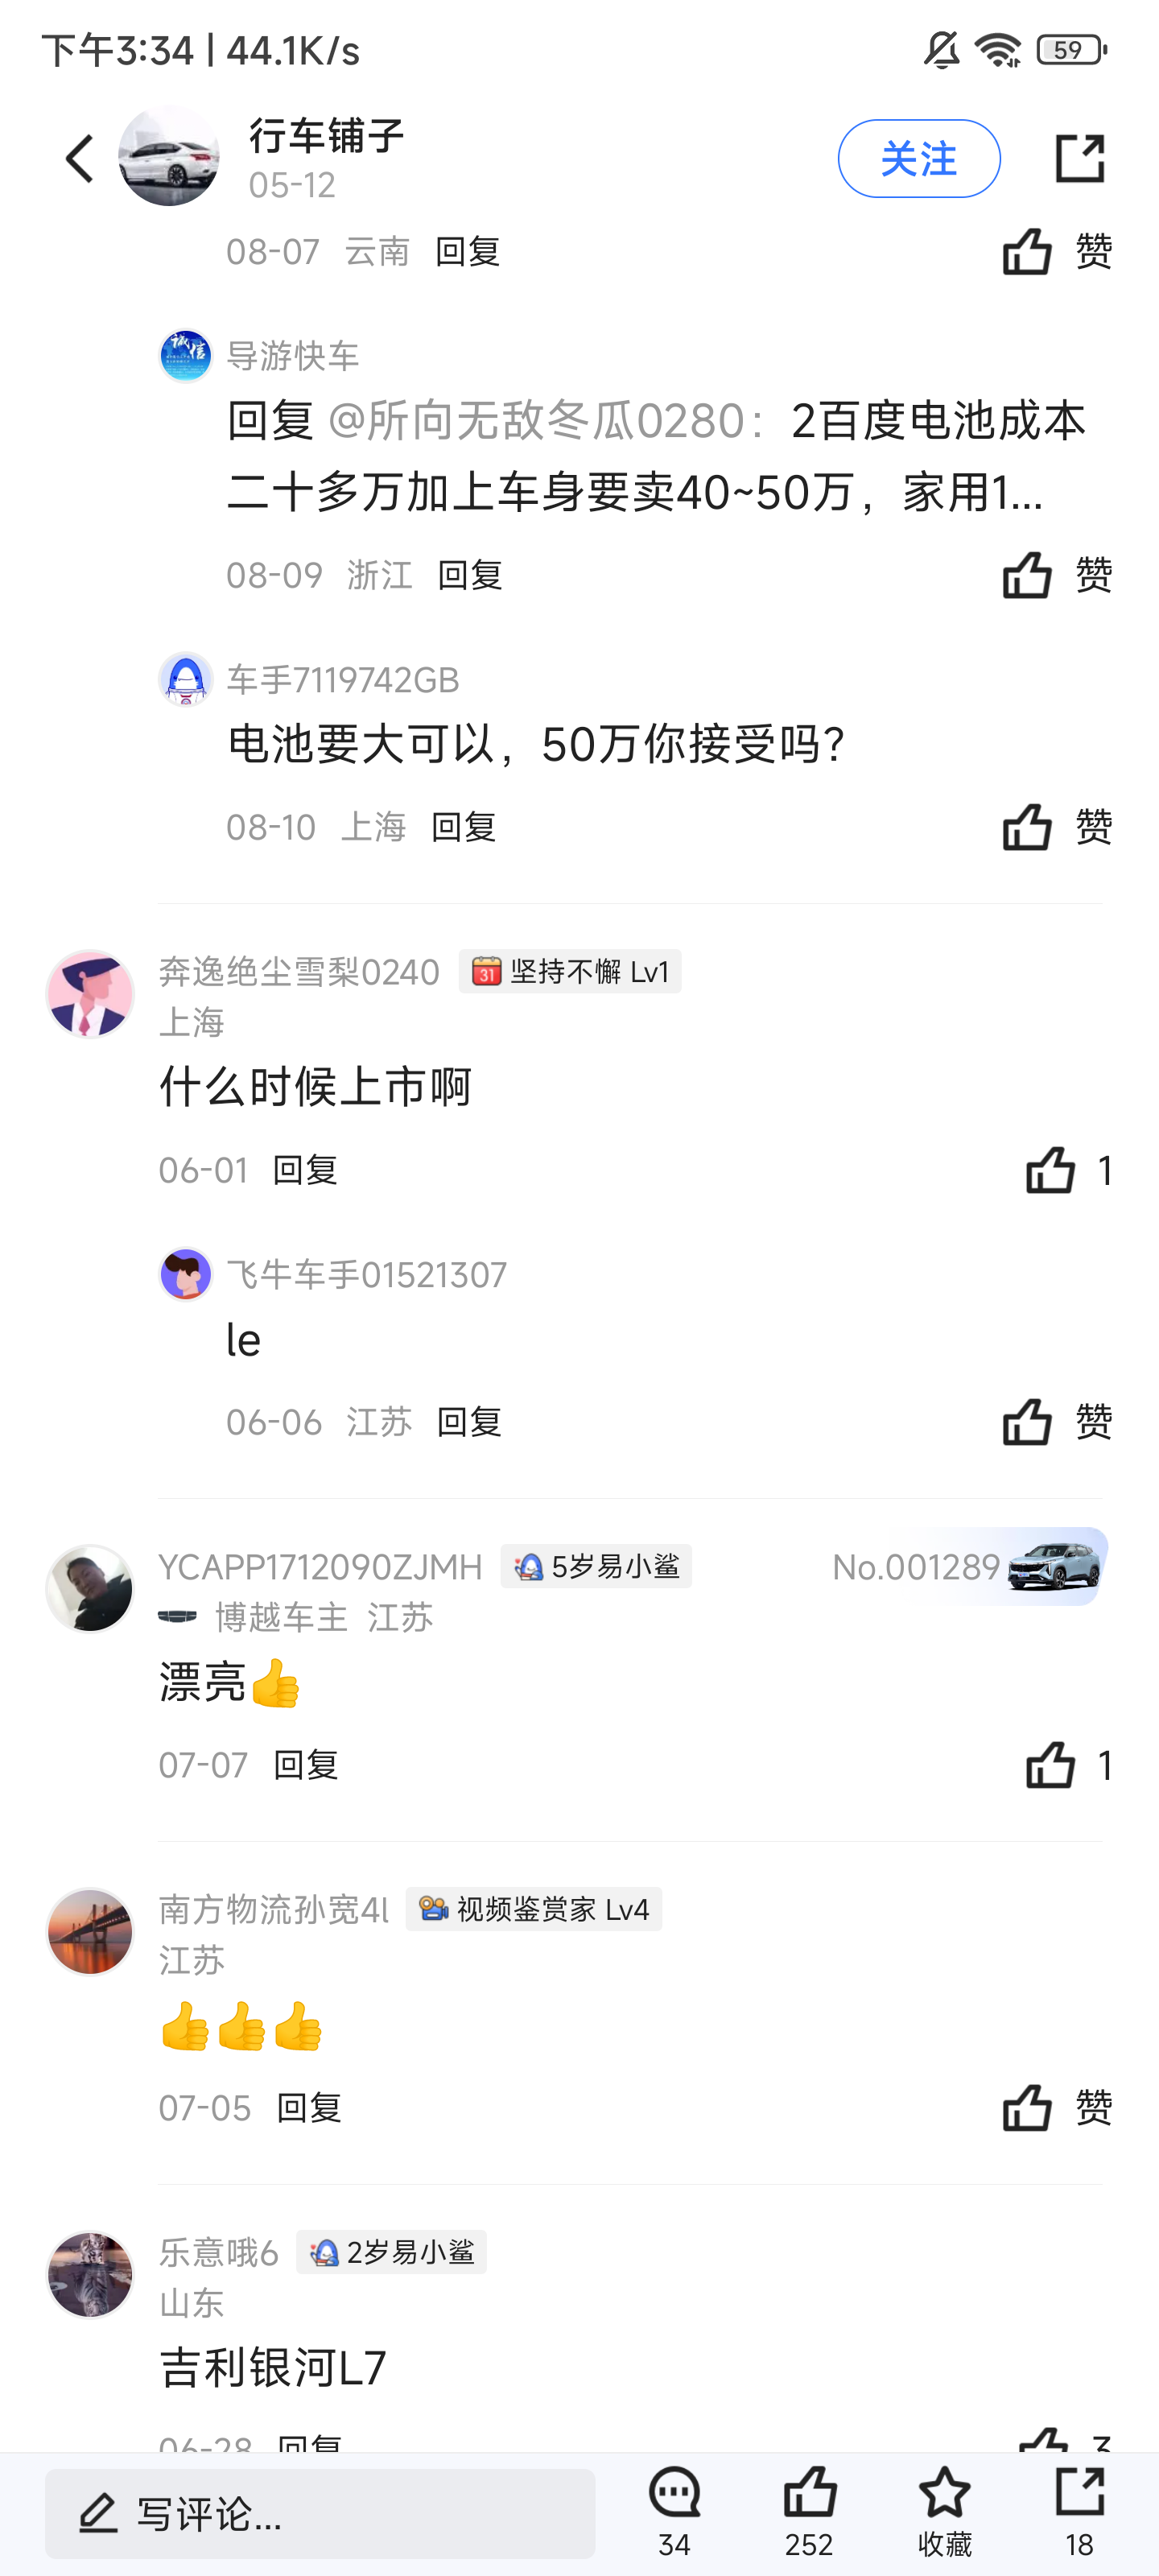 下午3:34 | 44.1K/s
59
行车铺子
05-12
关注
08-07 云南 回复
赞
诚信
导游快车
回复 @所向无敌冬瓜0280：2百度电池成本
二十多万加上车身要卖40~50万，家用1...
08-09 浙江 回复
赞
车手7119742GB
电池要大可以，50万你接受吗？
08-10 上海 回复
赞
奔逸绝尘雪梨0240
31 坚持不懈 Lv1
上海
什么时候上市啊
06-01 回复
1
飞牛车手01521307
le
06-06 江苏 回复
赞
YCAPP1712090ZJMH
5岁易小鲨
No.001289
博越车主 江苏
漂亮👍
07-07 回复
1
南方物流孙宽4l
视频鉴赏家 Lv4
江苏
👍👍👍
07-05 回复
赞
乐意哦6
2岁易小鲨
山东
吉利银河L7
06-28 回复
3
写评论...
34
252
收藏
18